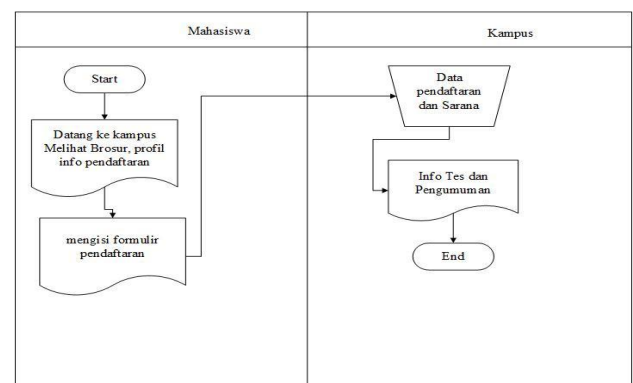 Mahasiswa
Kampus
Start
Datang ke kampus
Melihat Brosur, profil
info pendaftaran
mengisi formulir
pendaftaran
Data
pendaftaran
dan Sarana
Info Tes dan
Pengumuman
End